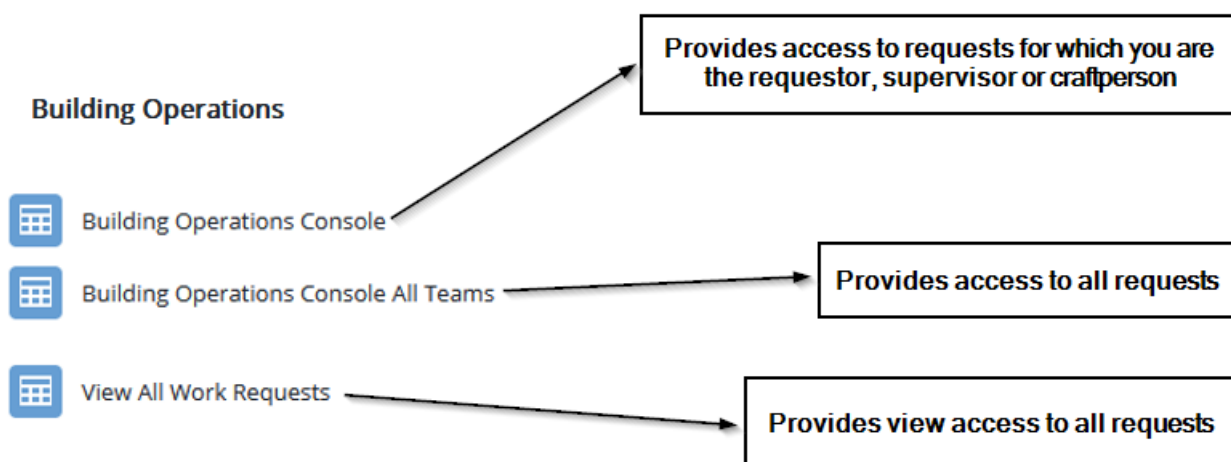 Provides access to requests for which you are
the requestor, supervisor or craftperson
Building Operations
Building Operations Console
Building Operations Console All Teams
Provides access to all requests
View All Work Requests
Provides view access to all requests